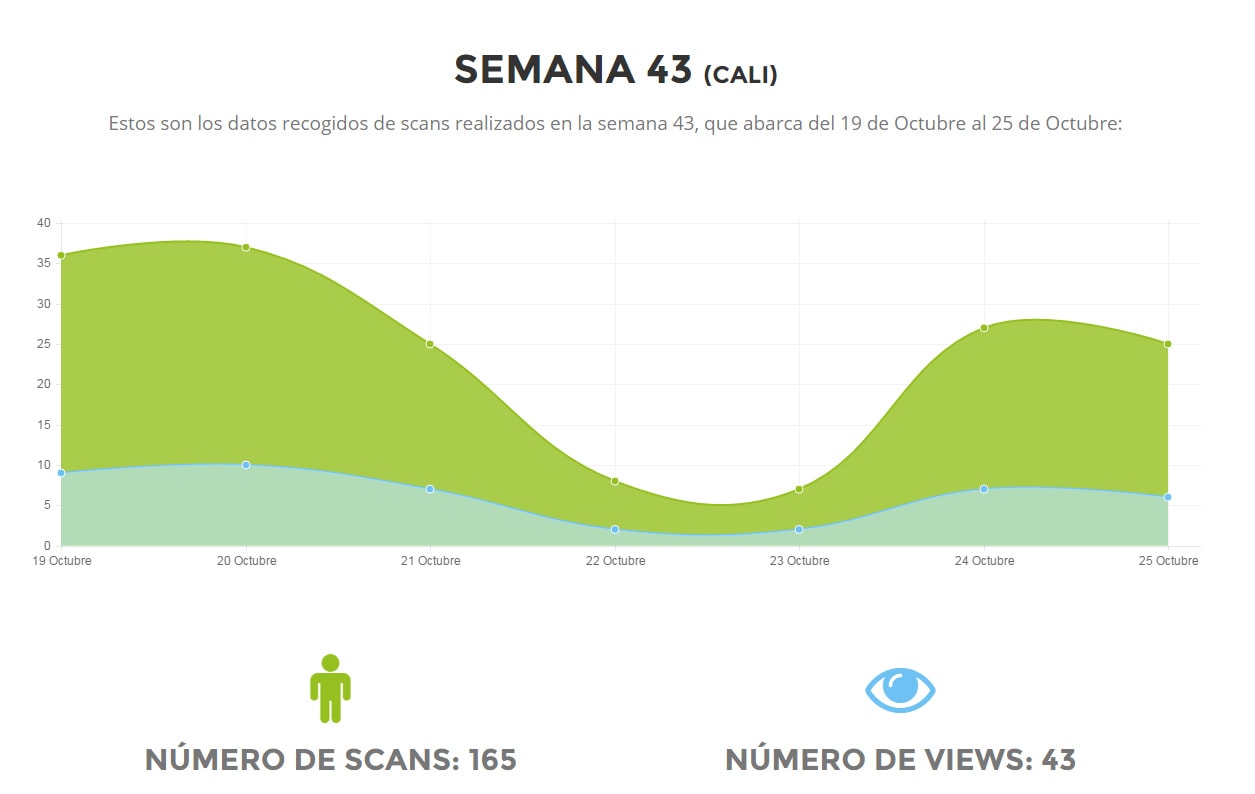 SEMANA 43 (CALI)
Estos son los datos recogidos de scans realizados en la semana 43, que abarca del 19 de Octubre al 25 de Octubre:
40
35
30
25
20
15
10
5
0
19 Octubre 20 Octubre 21 Octubre 22 Octubre 23 Octubre 24 Octubre 25 Octubre
NÚMERO DE SCANS: 165 NÚMERO DE VIEWS: 43